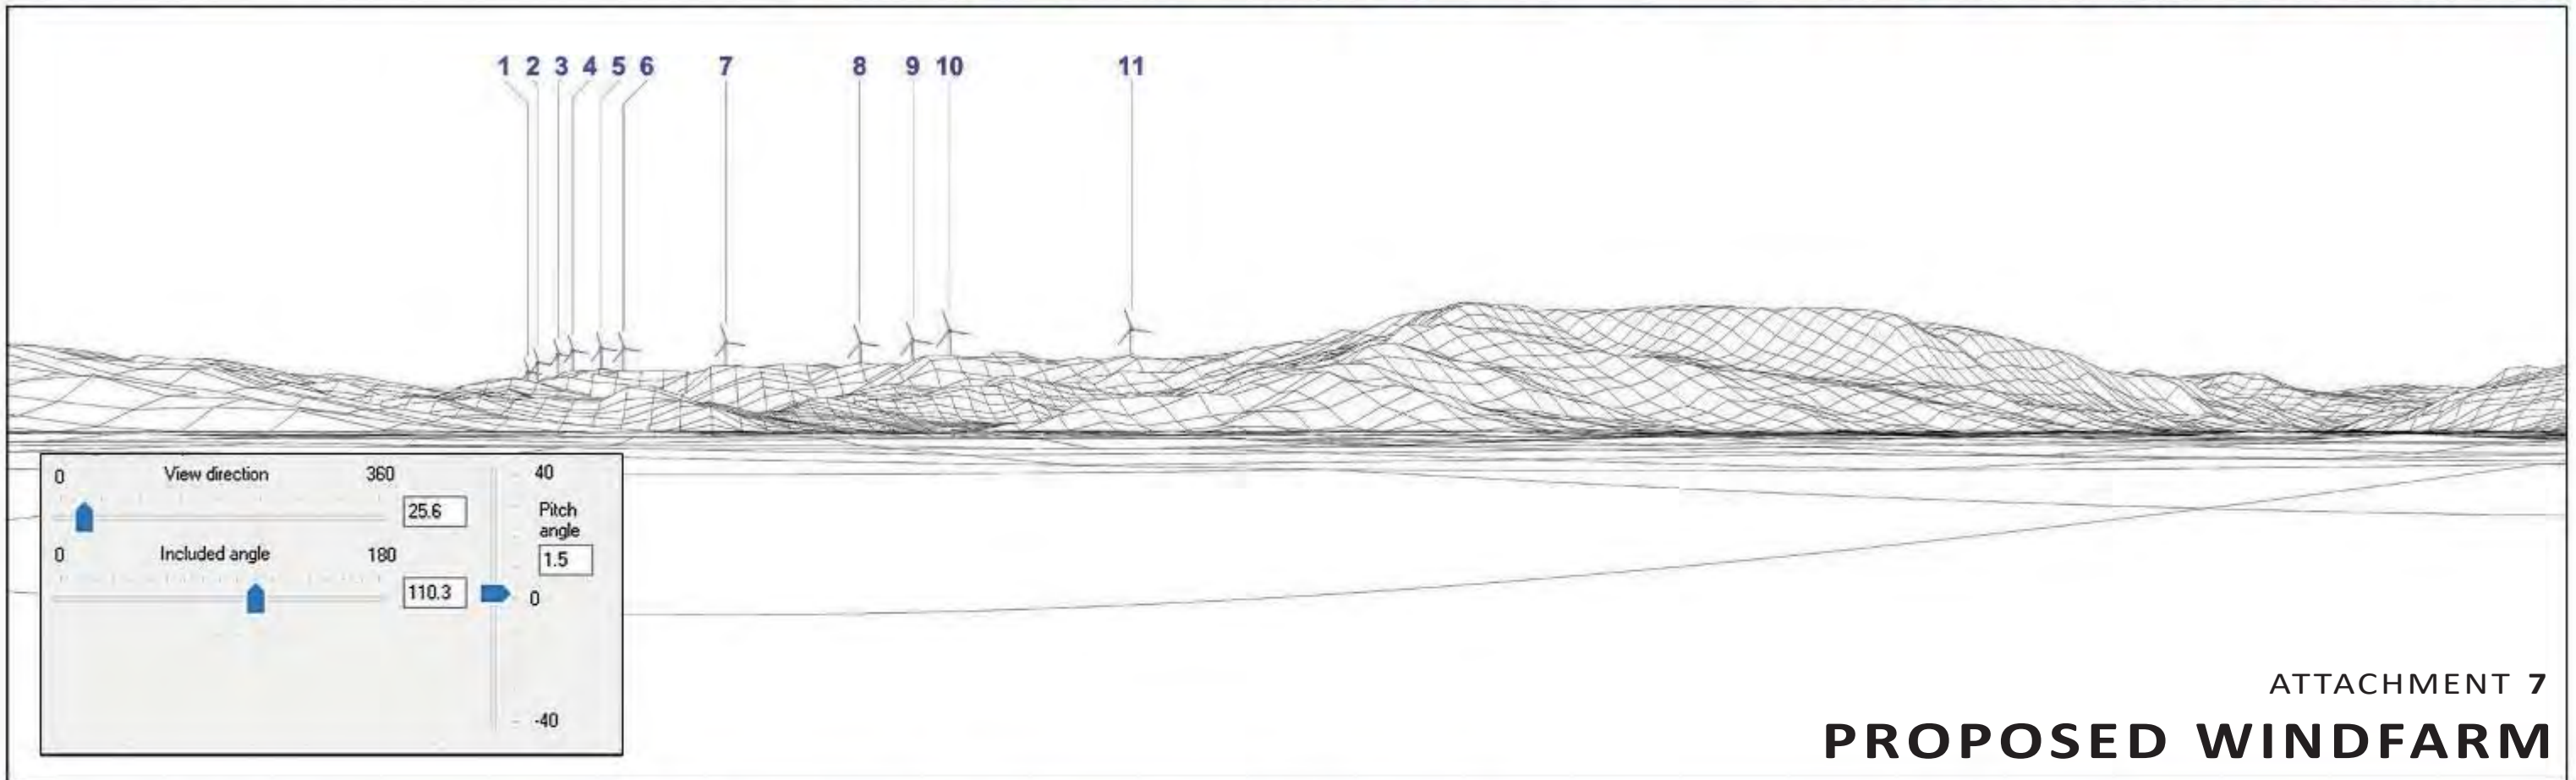 1 2 3 4 5 6 7 8 9 10 11
0 View direction 360
25.6
0 Included angle 180
110.3
40
Pitch
angle
1.5
0
-40
ATTACHMENT 7
PROPOSED WINDFARM